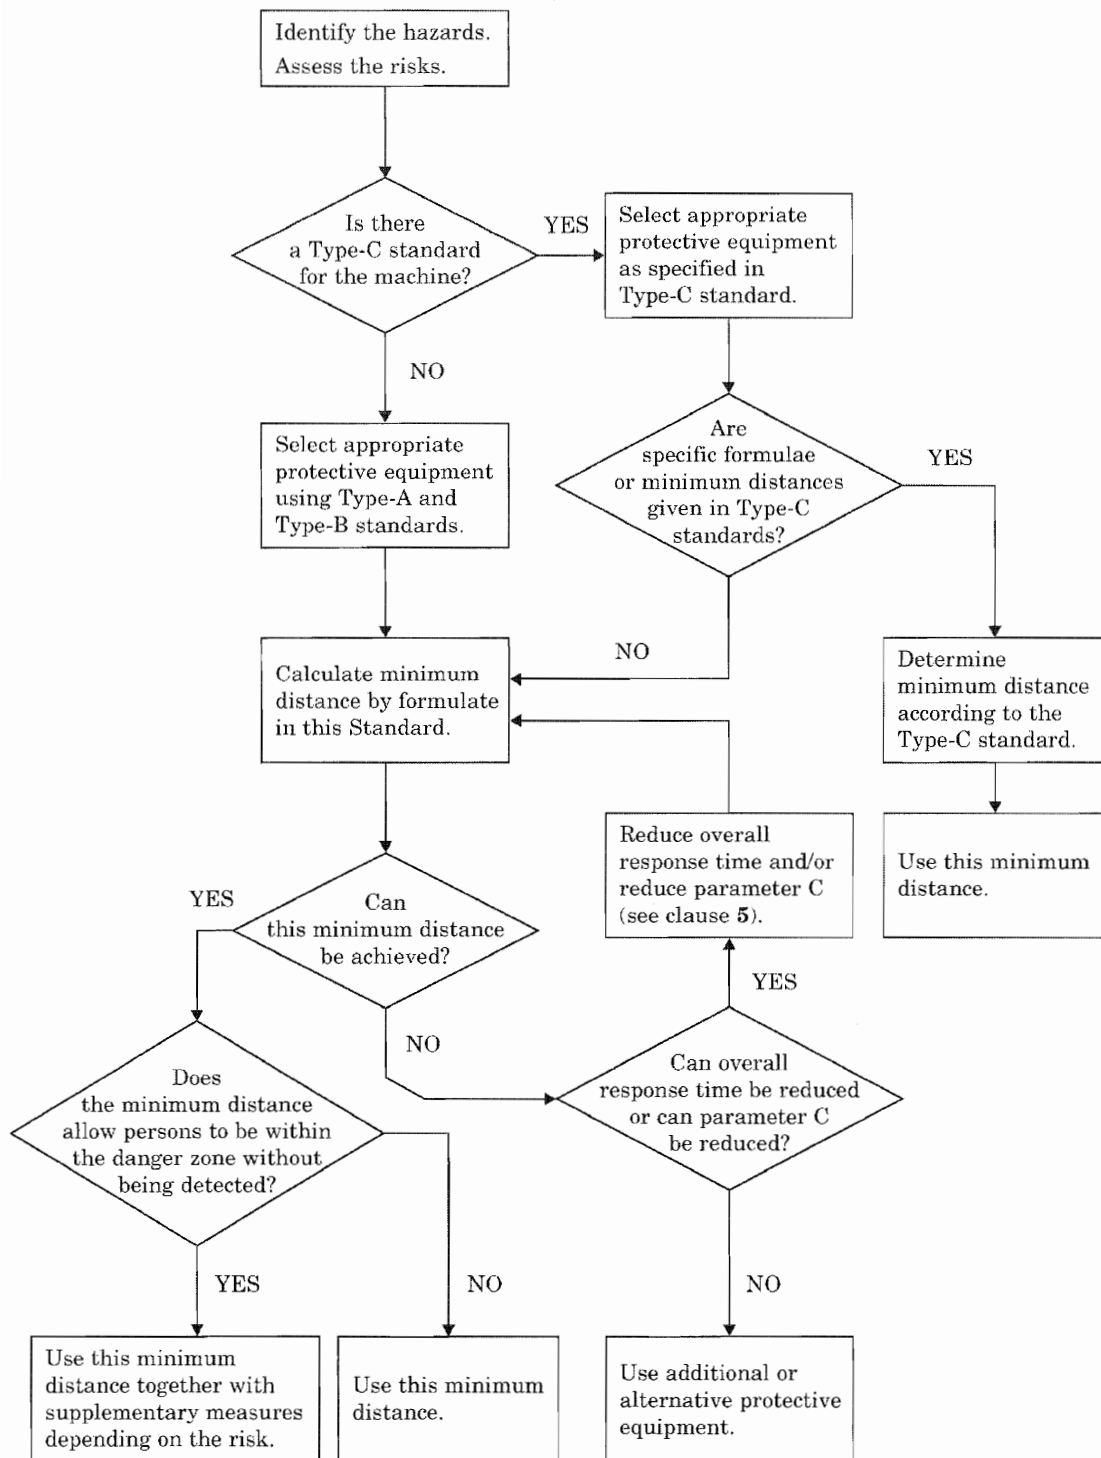 Identify the hazards.
Assess the risks.
Is there
a Type-C standard
for the machine?
YES
Select appropriate
protective equipment
as specified in
Type-C standard.
NO
Select appropriate
protective equipment
using Type-A and
Type-B standards.
Are
specific formulae
or minimum distances
given in Type-C
standards?
YES
NO
Calculate minimum
distance by formulate
in this Standard.
Determine
minimum distance
according to the
Type-C standard.
Reduce overall
response time and/or
reduce parameter C
(see clause 5).
Use this minimum
distance.
YES
Can
this minimum distance
be achieved?
YES
NO
Can overall
response time be reduced
or can parameter C
be reduced?
Does
the minimum distance
allow persons to be within
the danger zone without
being detected?
YES
NO
NO
Use this minimum
distance together with
supplementary measures
depending on the risk.
Use this minimum
distance.
Use additional or
alternative protective
equipment.